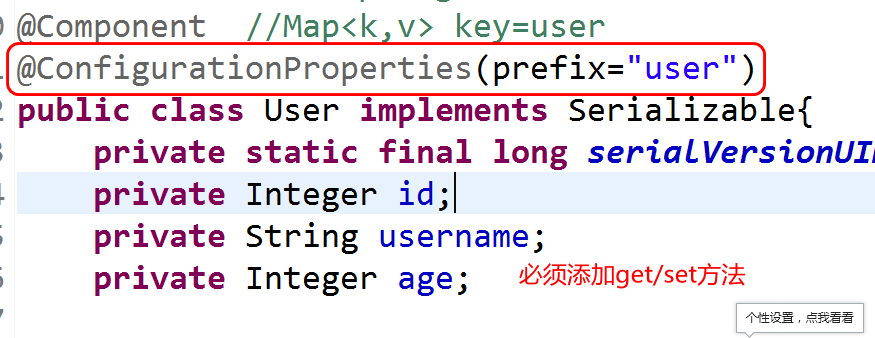 @Component //Map<k,v> key=user
@ConfigurationProperties(prefix="user")
public class User implements Serializable{
private static final long
private Integer id;
private String username;
private Integer age;
必须添加get/set方法
个性设置，点我看看